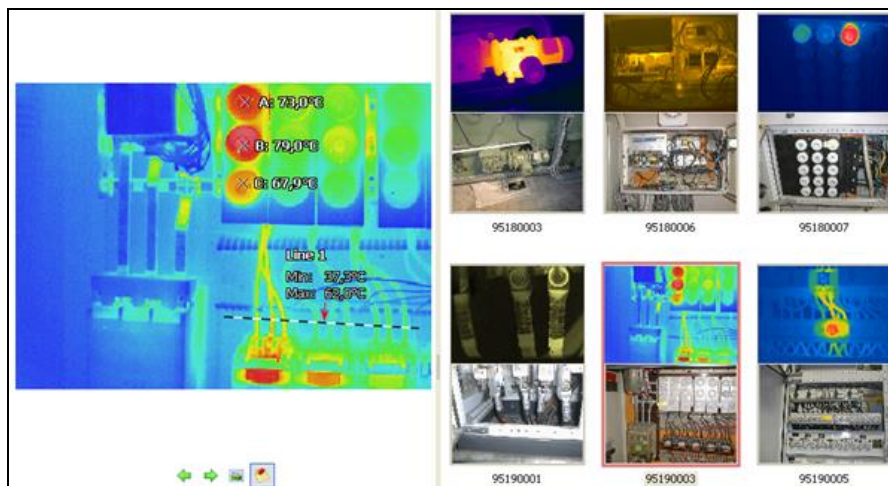 A: 73,0°C
B: 79,0°C
C: 67,9°C
Line 1
Min: 37,3°C
Max: 62,0°C
95180003
95180006
95180007
95190001
95190003
95190005